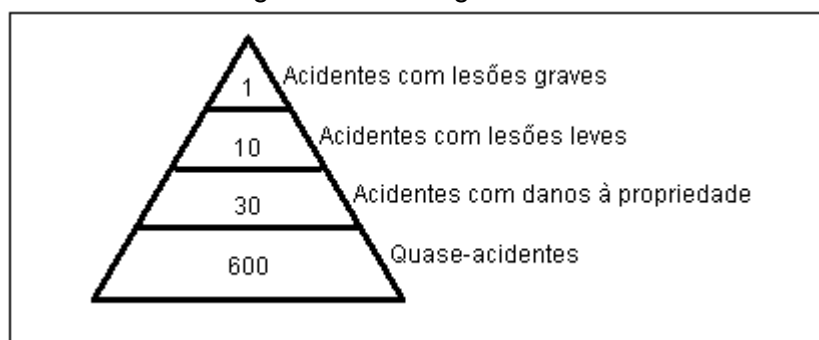 1 Acidentes com lesões graves
10 Acidentes com lesões leves
30 Acidentes com danos à propriedade
600 Quase-acidentes